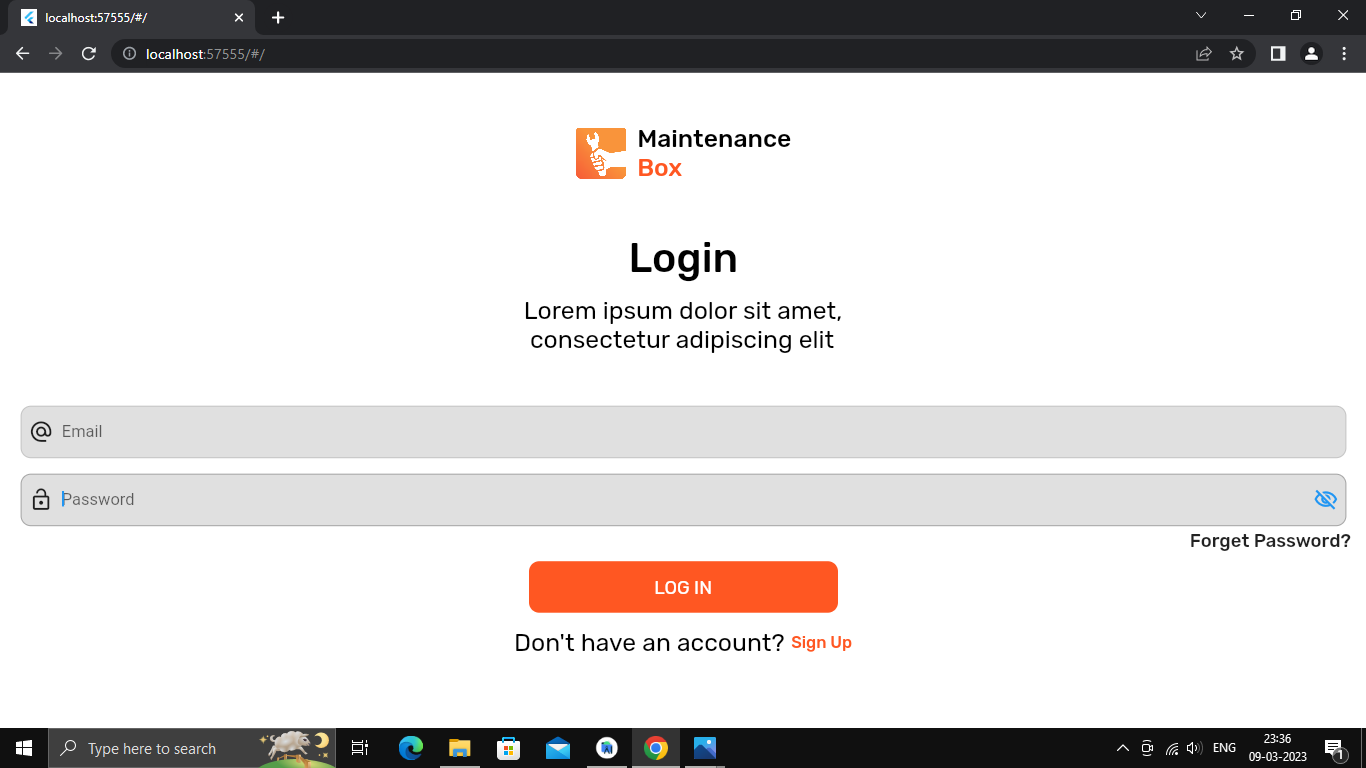 localhost:57555/#/
localhost:57555/#/
Maintenance
Box
Login
Lorem ipsum dolor sit amet,
consectetur adipiscing elit
Email
Password
Forget Password?
LOG IN
Don't have an account? Sign Up
Type here to search
ENG
23:36
09-03-2023
1